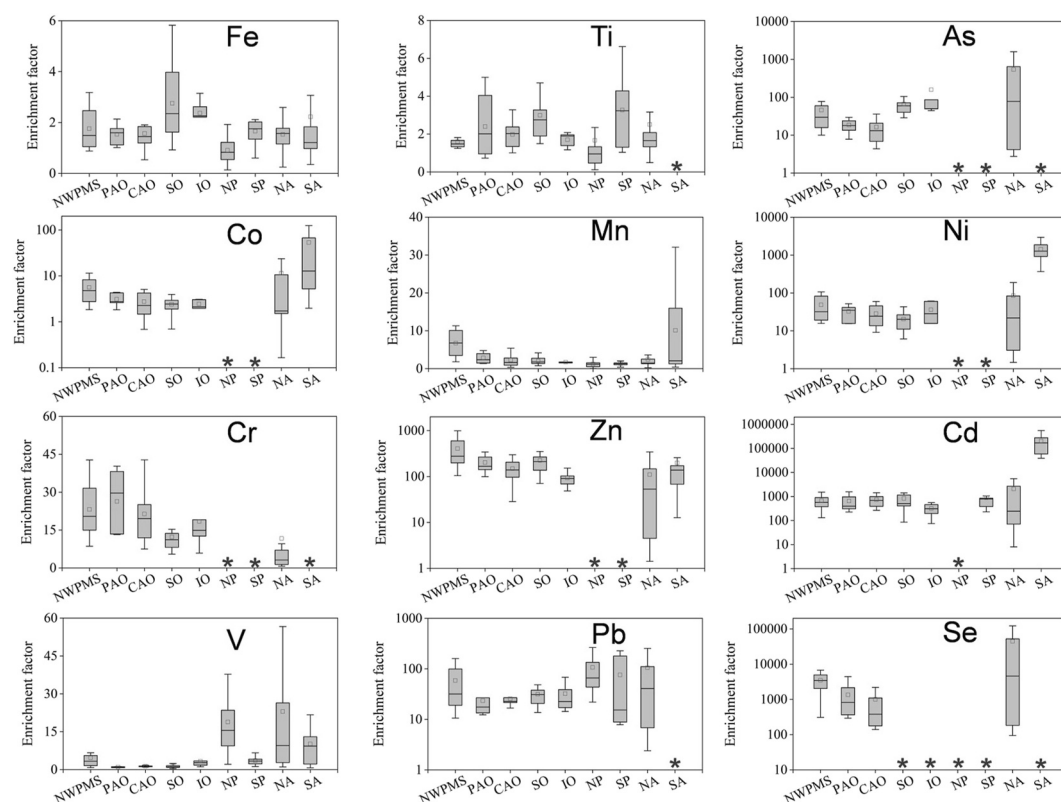 Fe
Enrichment factor
6
4
2
0
NWPMS PAO CAO SO IO NP SP NA SA
Ti
Enrichment factor
8
6
4
2
0
*
NWPMS PAO CAO SO IO NP SP NA SA
As
Enrichment factor
10000
1000
100
10
1
* * *
NWPMS PAO CAO SO IO NP SP NA SA
Co
Enrichment factor
100
10
1
0.1
* *
NWPMS PAO CAO SO IO NP SP NA SA
Mn
Enrichment factor
40
30
20
10
0
NWPMS PAO CAO SO IO NP SP NA SA
Ni
Enrichment factor
10000
1000
100
10
1
* *
NWPMS PAO CAO SO IO NP SP NA SA
Cr
Enrichment factor
60
45
30
15
0
* * *
NWPMS PAO CAO SO IO NP SP NA SA
Zn
Enrichment factor
1000
100
10
1
* *
NWPMS PAO CAO SO IO NP SP NA SA
Cd
Enrichment factor
1000000
100000
10000
1000
100
10
1
*
NWPMS PAO CAO SO IO NP SP NA SA
V
Enrichment factor
60
45
30
15
0
NWPMS PAO CAO SO IO NP SP NA SA
Pb
Enrichment factor
1000
100
10
1
*
NWPMS PAO CAO SO IO NP SP NA SA
Se
Enrichment factor
100000
10000
1000
100
10
* * * * *
NWPMS PAO CAO SO IO NP SP NA SA